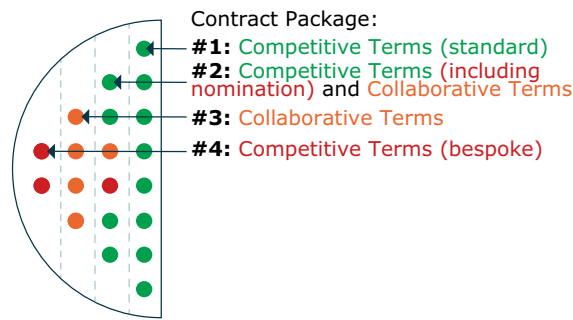 Contract Package:
#1: Competitive Terms (standard)
#2: Competitive Terms (including
nomination) and Collaborative Terms
#3: Collaborative Terms
#4: Competitive Terms (bespoke)